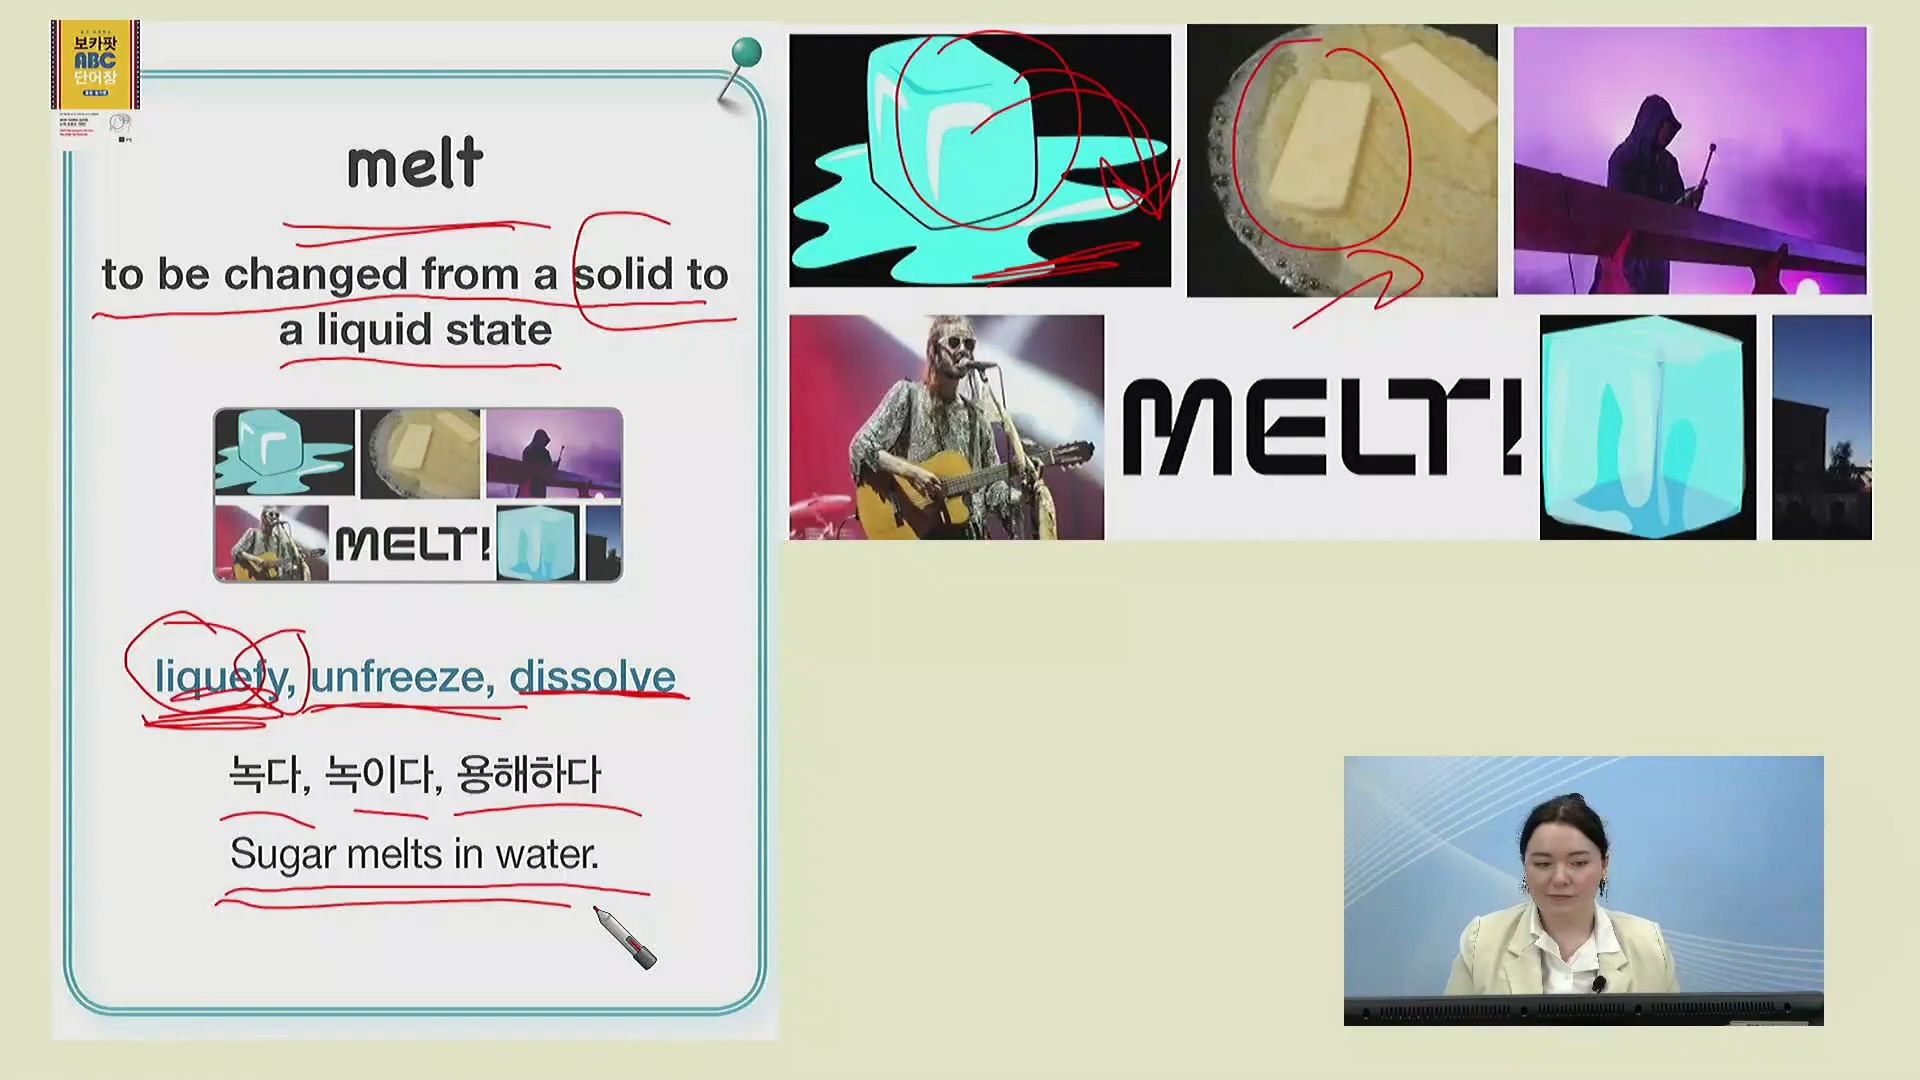 보카팟
ABC
단어장
melt
to be changed from a solid to
a liquid state
MELT!
liquefy, unfreeze, dissolve
녹다, 녹이다, 용해하다
Sugar melts in water.
MELT!